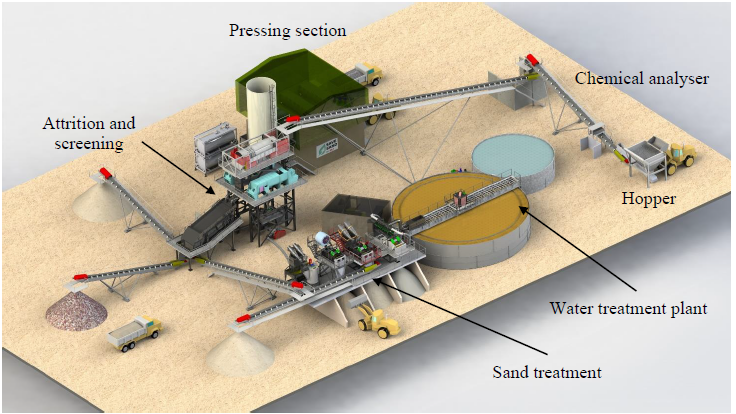 Pressing section
Chemical analyser
Attrition and
screening
Hopper
Water treatment plant
Sand treatment